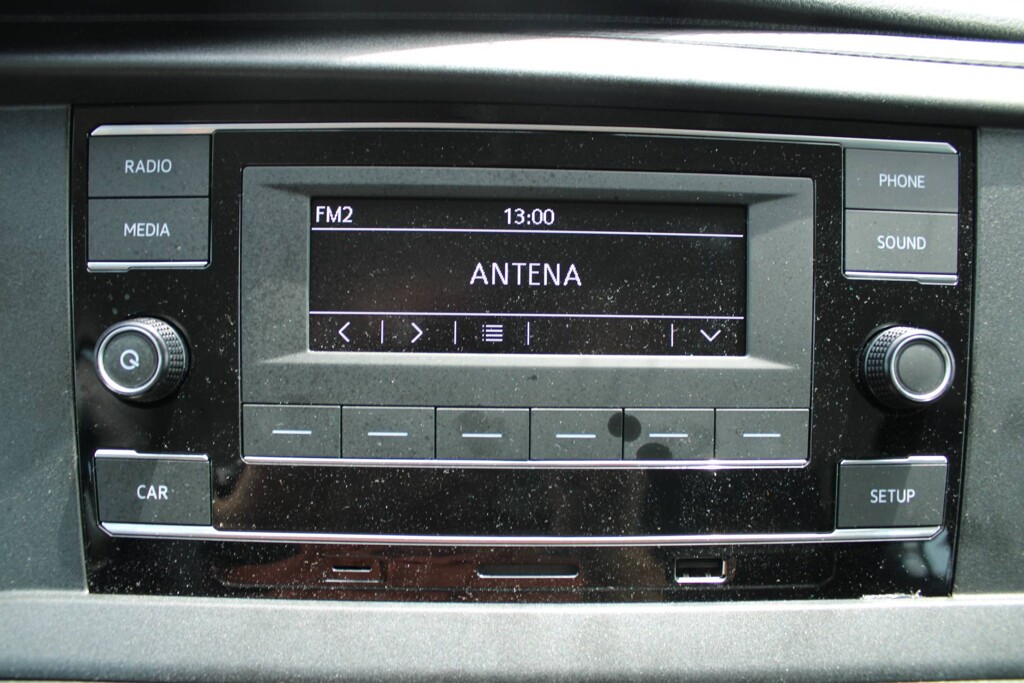 RADIO
MEDIA
FM2 13:00
ANTENA
PHONE
SOUND
CAR
SETUP